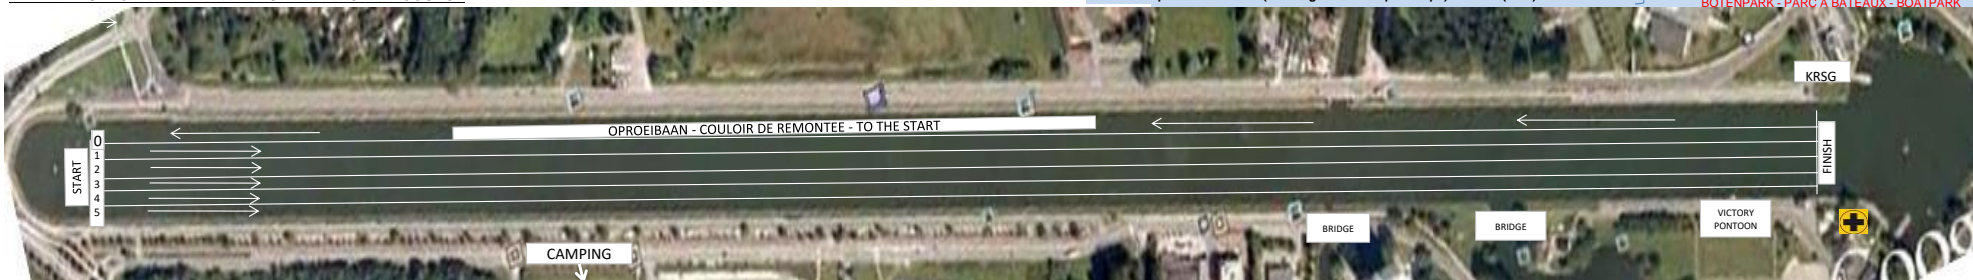 BOTENPARK - PARC A BATEAUX - BOATPARK
KRSG
OPROEIBAAN - COULOIR DE REMONTEE - TO THE START
START
0
1
2
3
4
5
FINISH
CAMPING
BRIDGE
BRIDGE
VICTORY
PONTOON